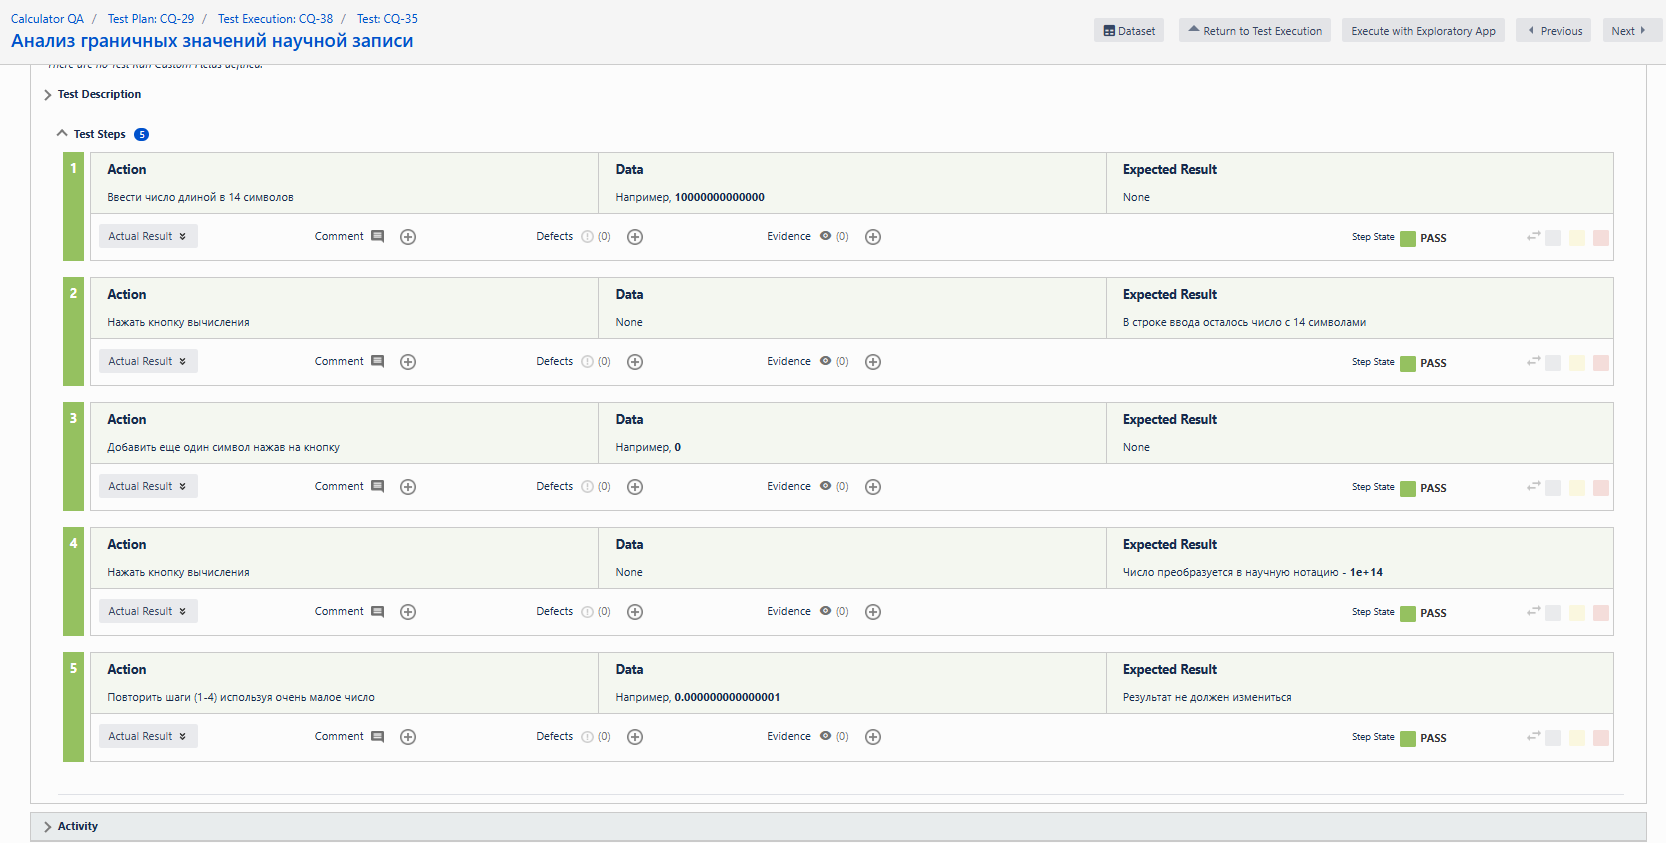 Calculator QA / Test Plan: CQ-29 / Test Execution: CQ-38 / Test: CQ-35
Анализ граничных значений научной записи
Dataset
Return to Test Execution
Execute with Exploratory App
Previous
Next
There are no Test Run Custom Fields defined.
Test Description
Test Steps 5
1
Action Data Expected Result
Ввести число длиной в 14 символов Например, 10000000000000 None
Actual Result Comment Defects (0) Evidence (0) Step State PASS
2
Action Data Expected Result
Нажать кнопку вычисления None В строке ввода осталось число с 14 символами
Actual Result Comment Defects (0) Evidence (0) Step State PASS
3
Action Data Expected Result
Добавить еще один символ нажав на кнопку Например, 0 None
Actual Result Comment Defects (0) Evidence (0) Step State PASS
4
Action Data Expected Result
Нажать кнопку вычисления None Число преобразуется в научную нотацию - 1e+14
Actual Result Comment Defects (0) Evidence (0) Step State PASS
5
Action Data Expected Result
Повторить шаги (1-4) используя очень малое число Например, 0.000000000000001 Результат не должен измениться
Actual Result Comment Defects (0) Evidence (0) Step State PASS
Activity